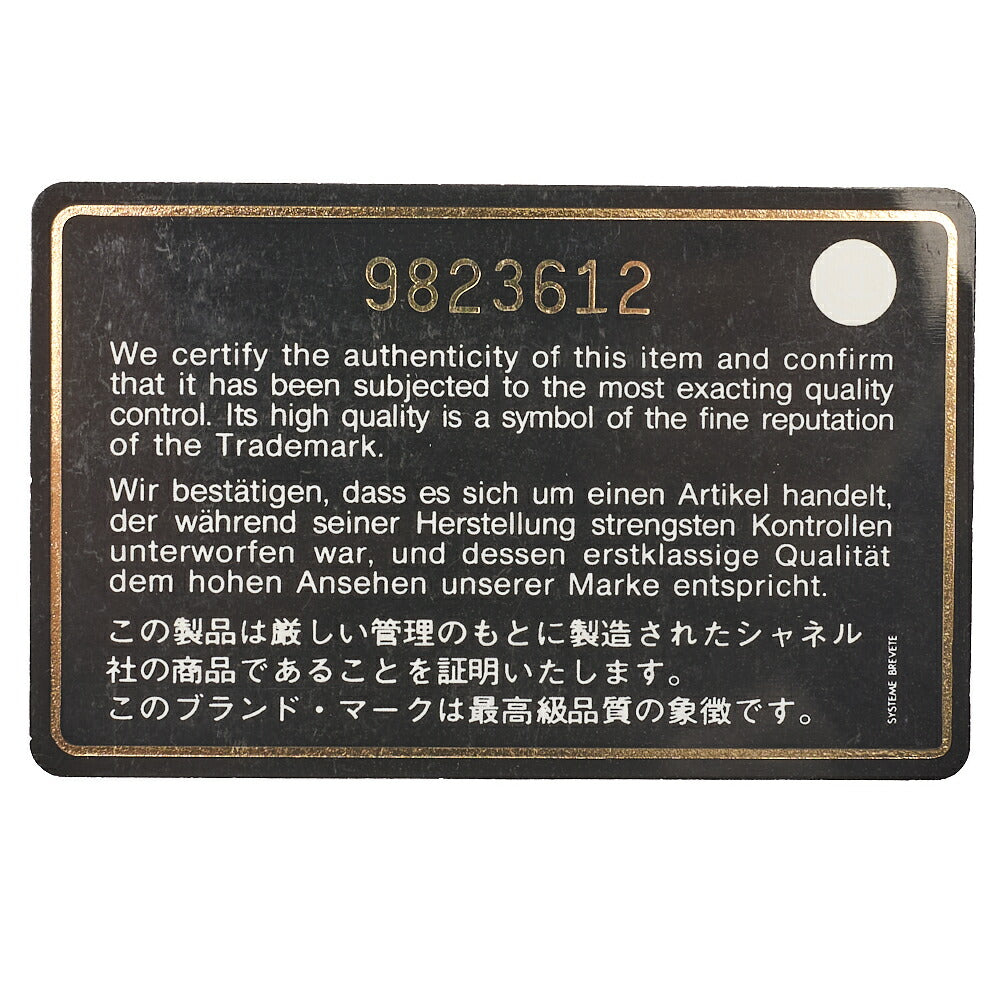 9823612
We certify the authenticity of this item and confirm
that it has been subjected to the most exacting quality
control. Its high quality is a symbol of the fine reputation
of the Trademark.
Wir bestätigen, dass es sich um einen Artikel handelt,
der während seiner Herstellung strengsten Kontrollen
unterworfen war, und dessen erstklassige Qualität
dem hohen Ansehen unserer Marke entspricht.
この製品は厳しい管理のもとに製造されたシャネル
社の商品であることを証明いたします。
このブランド・マークは最高級品質の象徴です。
SYSTEME BREVETE